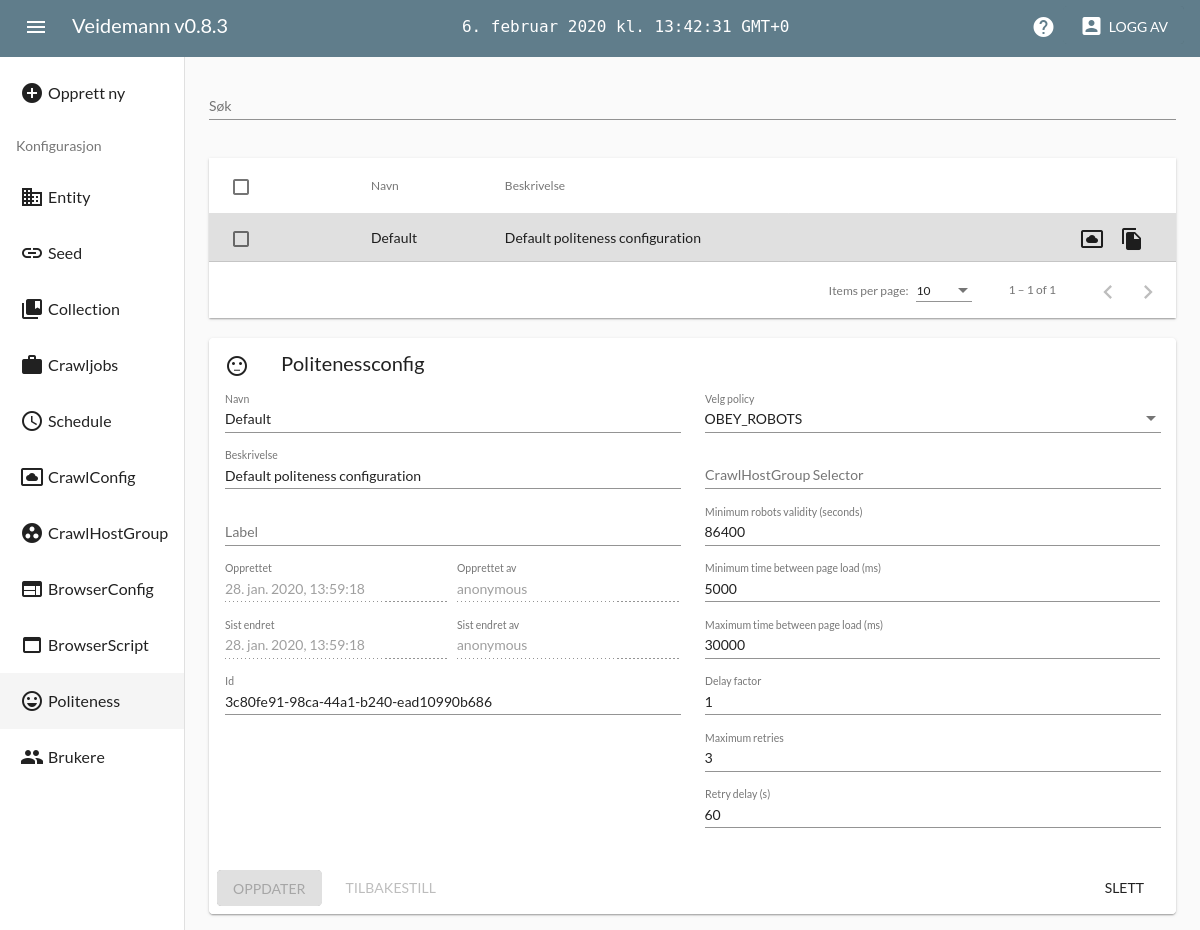 Veidemann v0.8.3
6. februar 2020 kl. 13:42:31 GMT+0
LOGG AV
Opprett ny
Konfigurasjon
Entity
Seed
Collection
Crawljobs
Schedule
CrawlConfig
CrawlHostGroup
BrowserConfig
BrowserScript
Politeness
Brukere
Søk
Navn Beskrivelse
Default Default politeness configuration
Items per page: 10 1 – 1 of 1
Politenessconfig
Navn
Default
Beskrivelse
Default politeness configuration
Label
Opprettet Opprettet av
28. jan. 2020, 13:59:18 anonymous
Sist endret Sist endret av
28. jan. 2020, 13:59:18 anonymous
Id
3c80fe91-98ca-44a1-b240-ead10990b686
Velg policy
OBEY_ROBOTS
CrawlHostGroup Selector
Minimum robots validity (seconds)
86400
Minimum time between page load (ms)
5000
Maximum time between page load (ms)
30000
Delay factor
1
Maximum retries
3
Retry delay (s)
60
OPPDATER TILBAKESTILL SLETT